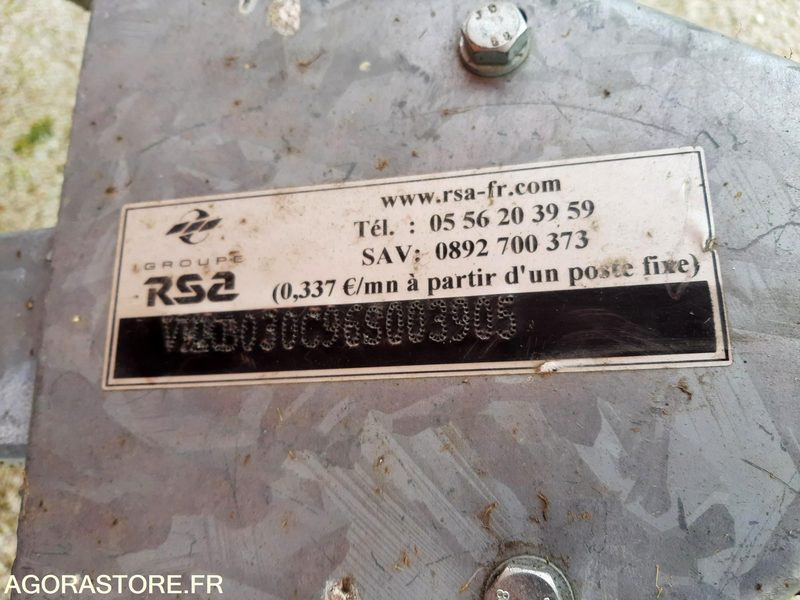 www.rsa-fr.com
Tél. : 05 56 20 39 59
SAV: 0892 700 373
(0,337 €/mn à partir d'un poste fixe)
GROUPE
RSA
AGORASTORE.FR